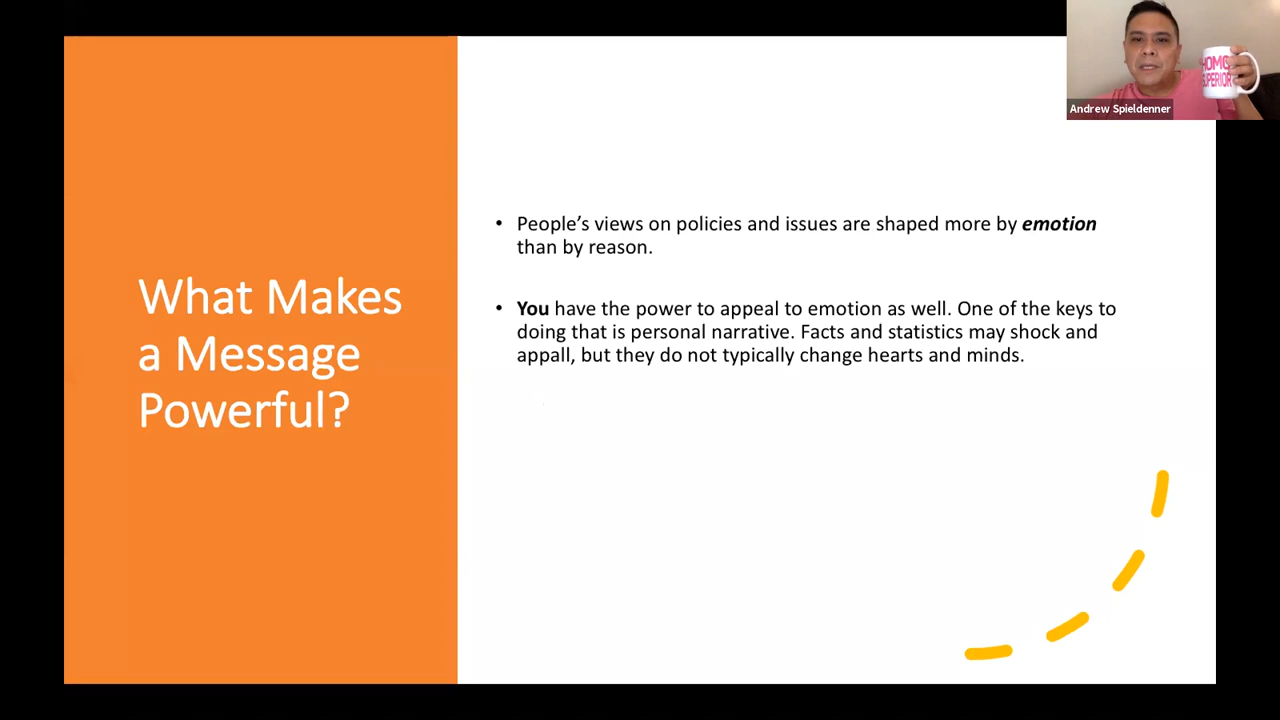 HOMO
SUPERIOR
Andrew Spieldenner
What Makes
a Message
Powerful?
• People’s views on policies and issues are shaped more by emotion
than by reason.
• You have the power to appeal to emotion as well. One of the keys to
doing that is personal narrative. Facts and statistics may shock and
appall, but they do not typically change hearts and minds.